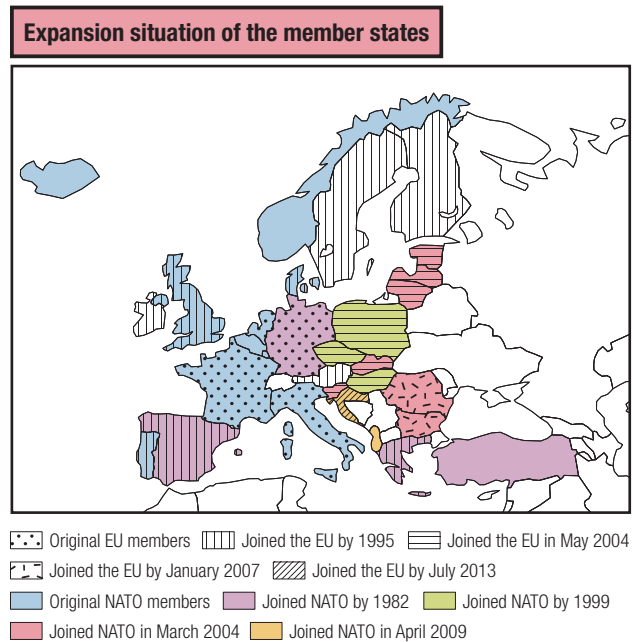 Expansion situation of the member states
Original EU members Joined the EU by 1995 Joined the EU in May 2004
Joined the EU by January 2007 Joined the EU by July 2013
Original NATO members Joined NATO by 1982 Joined NATO by 1999
Joined NATO in March 2004 Joined NATO in April 2009